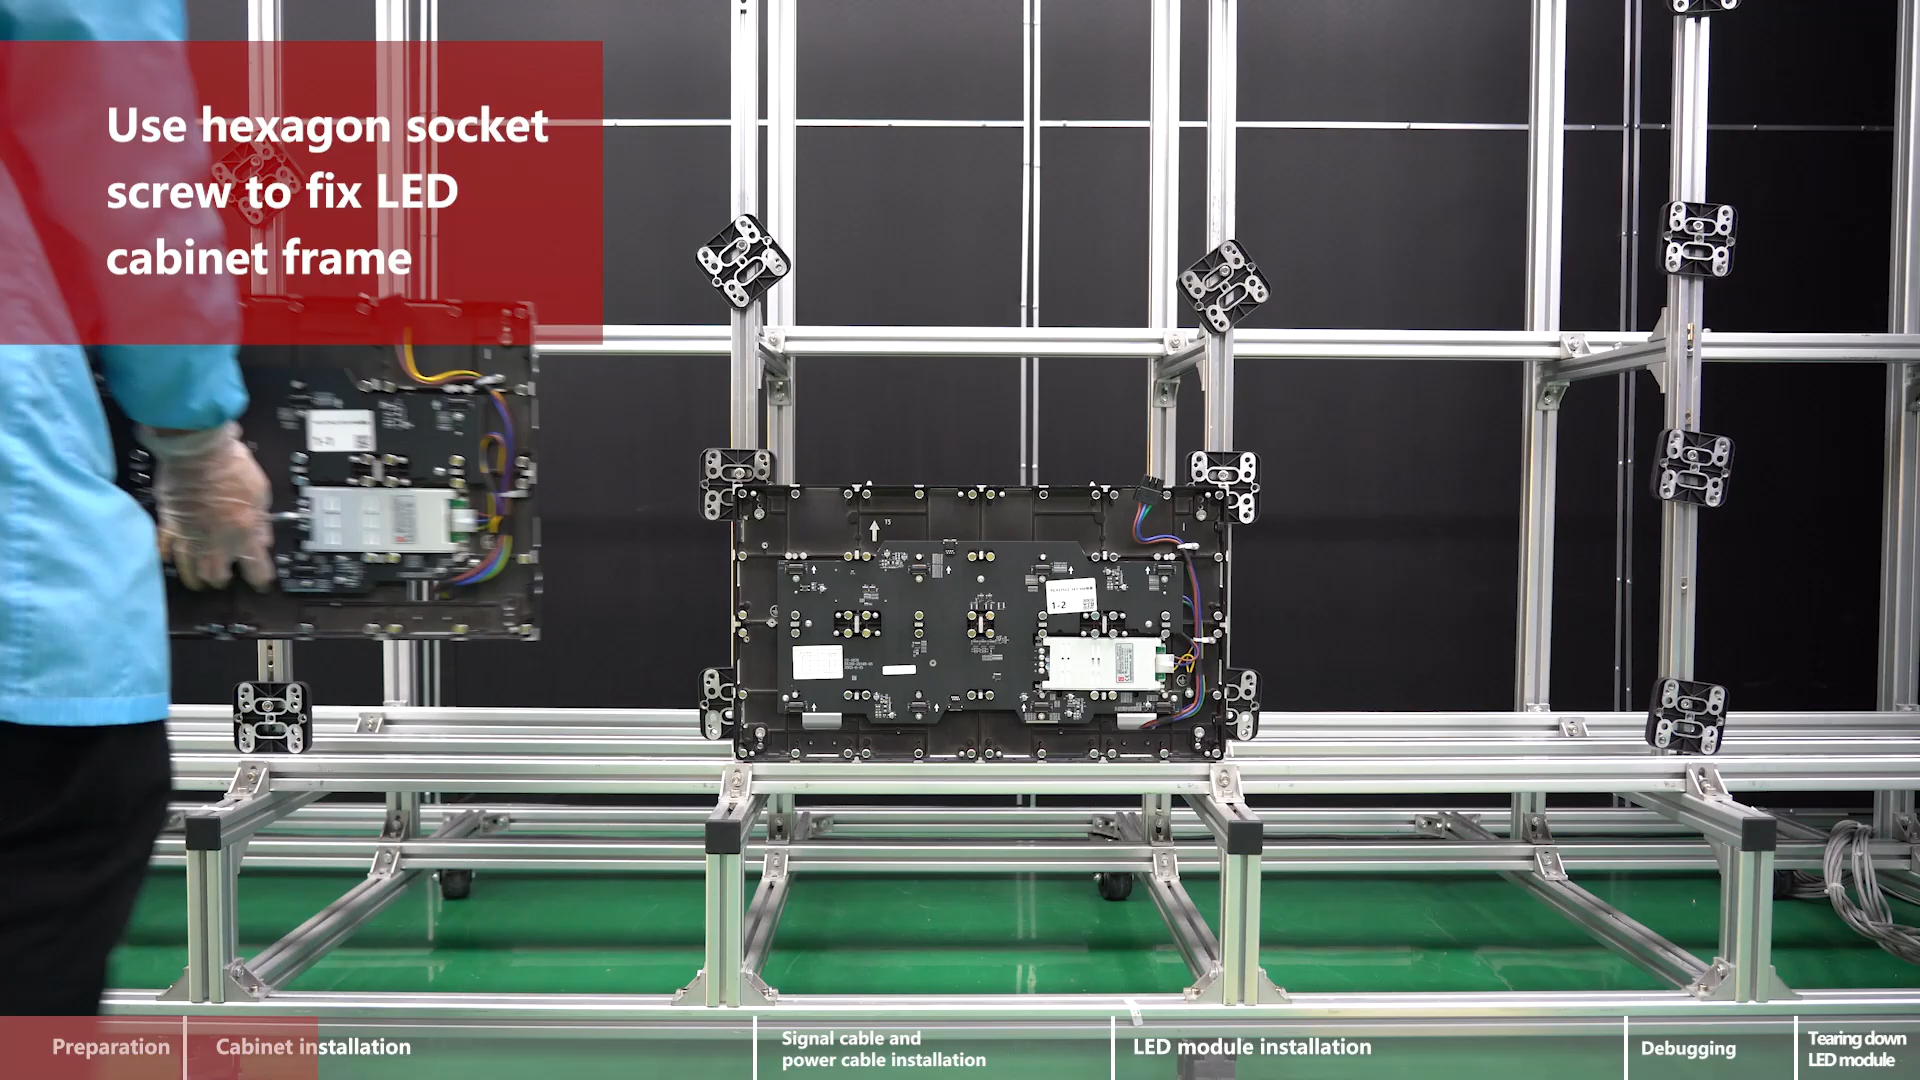 Use hexagon socket
screw to fix LED
cabinet frame
T5
1-2
Preparation
Cabinet installation
Signal cable and
power cable installation
LED module installation
Debugging
Tearing down
LED module